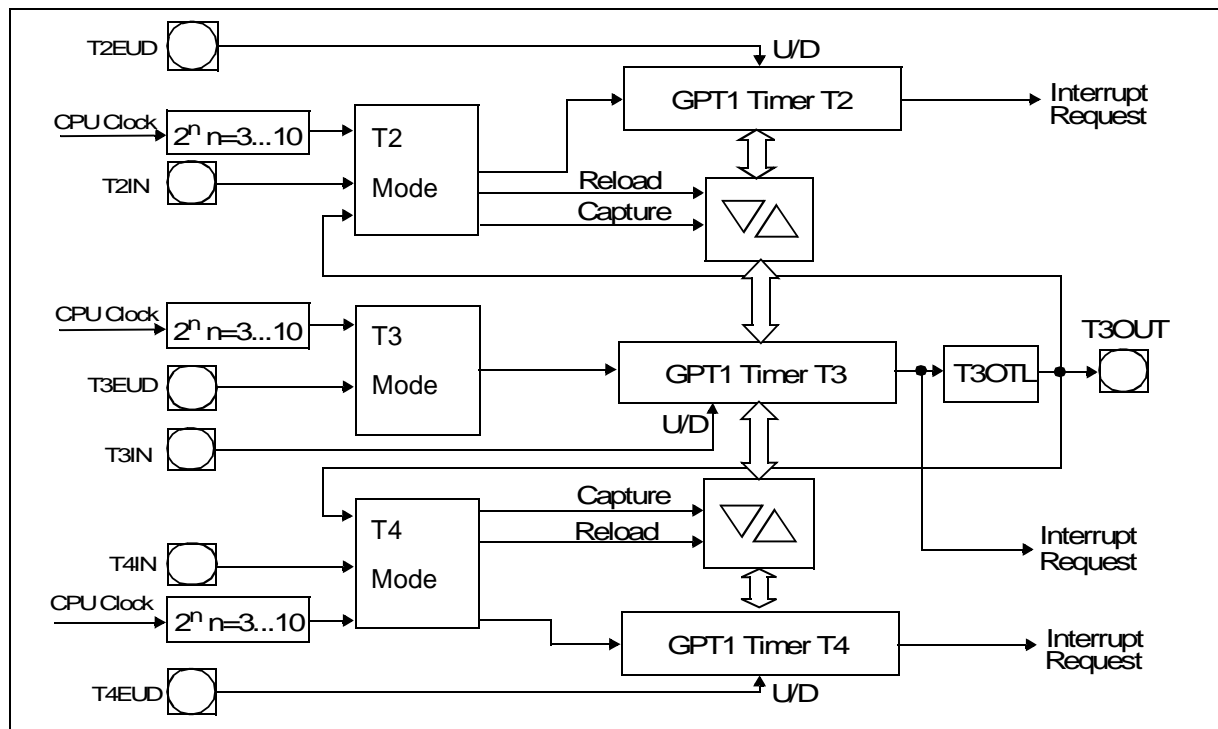 T2EUD
U/D
GPT1 Timer T2
Interrupt
Request
CPU Clock
2ⁿ n=3...10
T2
Mode
T2IN
Reload
Capture
CPU Clock
2ⁿ n=3...10
T3
Mode
T3EUD
GPT1 Timer T3
T3OTL
T3OUT
U/D
T3IN
T4
Mode
Capture
Reload
Interrupt
Request
T4IN
CPU Clock
2ⁿ n=3...10
GPT1 Timer T4
Interrupt
Request
T4EUD
U/D